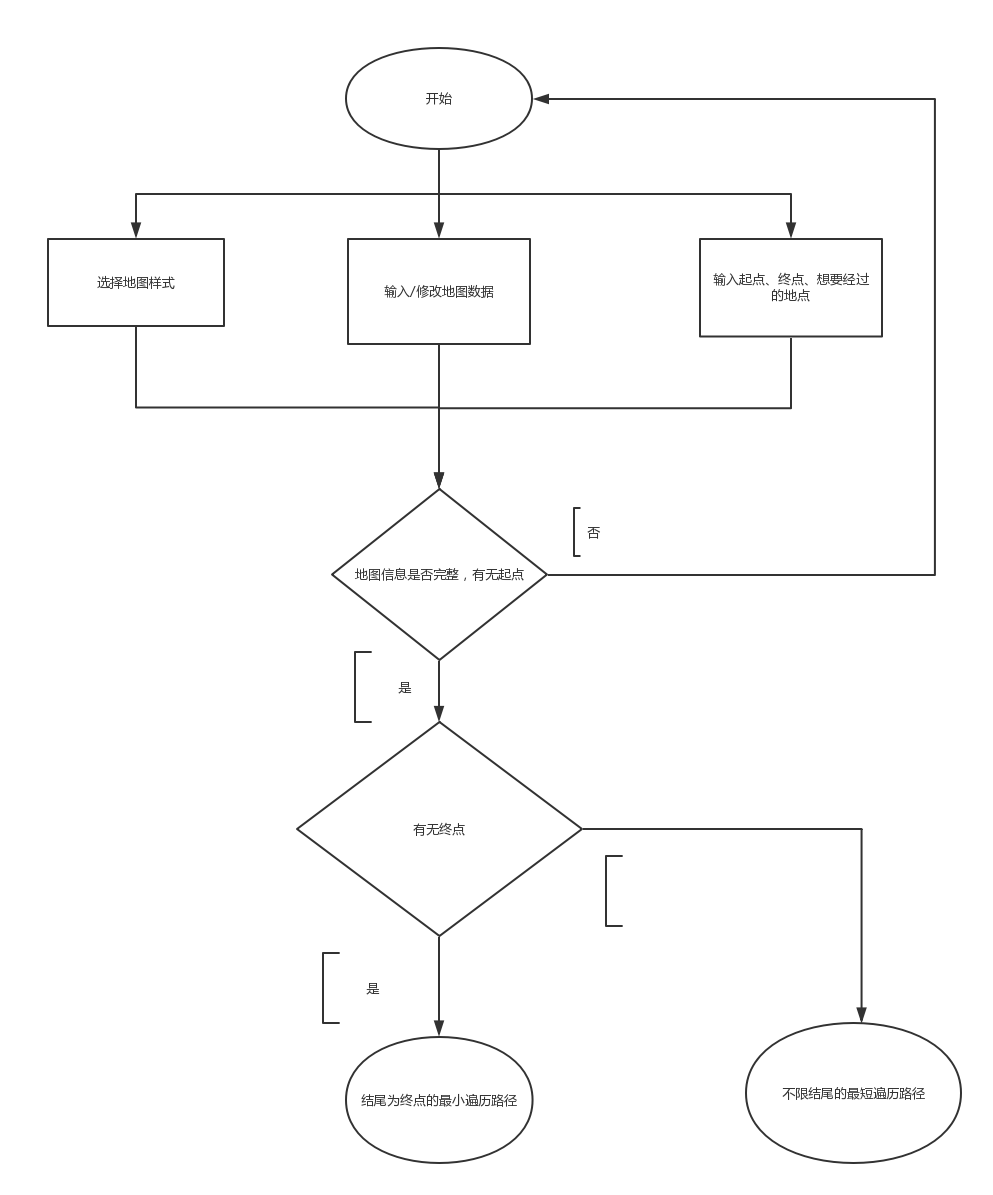 开始
选择地图样式
输入/修改地图数据
输入起点、终点、想要经过
的地点
否
地图信息是否完整，有无起点
是
有无终点
是
结尾为终点的最小遍历路径
不限结尾的最短遍历路径